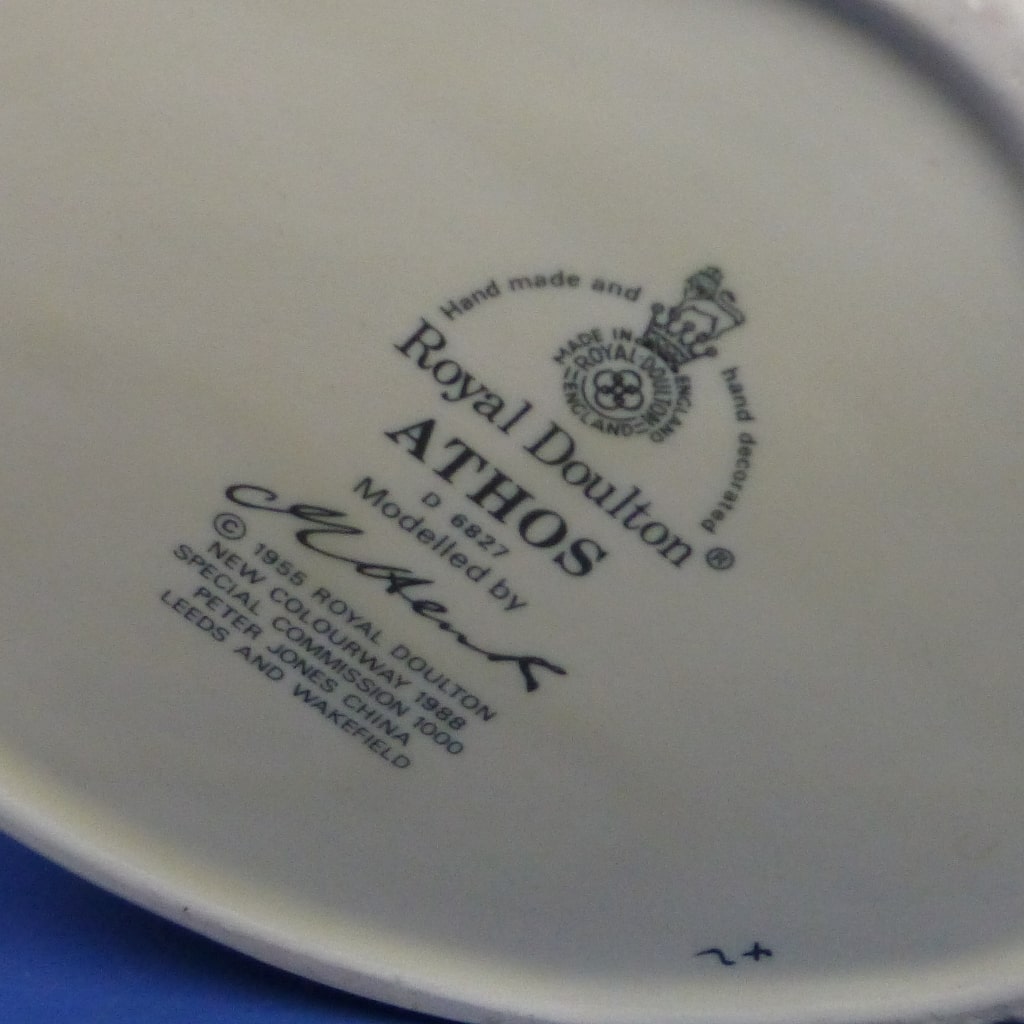 Hand made and hand decorated
MADE IN ENGLAND
ROYAL DOULTON
ENGLAND
Royal Doulton ®
ATHOS
D 6827
Modelled by
© 1955 ROYAL DOULTON
NEW COLOURWAY 1988
SPECIAL COMMISSION 1000
PETER JONES CHINA
LEEDS AND WAKEFIELD